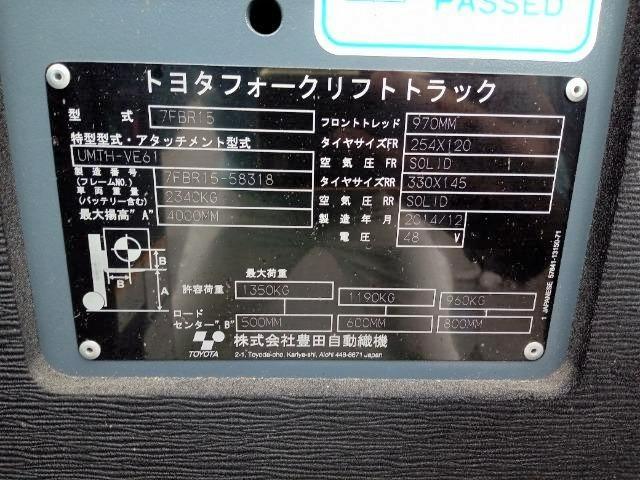 PASSED
トヨタフォークリフトトラック
型 式 7FBR15
特型型式・アタッチメント型式
UMTH-VE61
製造番号
(フレームNO.) 7FBR15-58318
車両重量
(バッテリー含む) 2340KG
最大揚高"A" 4000MM
フロントトレッド 970MM
タイヤサイズFR 254X120
空気圧FR SOLID
タイヤサイズRR 330X145
空気圧RR SOLID
製造年月 2014/12
電圧 48 V
B
B
A
最大荷重
許容荷重 1350KG 1190KG 960KG
ロード
センター"B" 500MM 600MM 800MM
TOYOTA
株式会社豊田自動織機
2-1, Toyoda-cho, Kariya-shi, Aichi 448-8671 Japan
1 JAPANESE 57641-13150-71